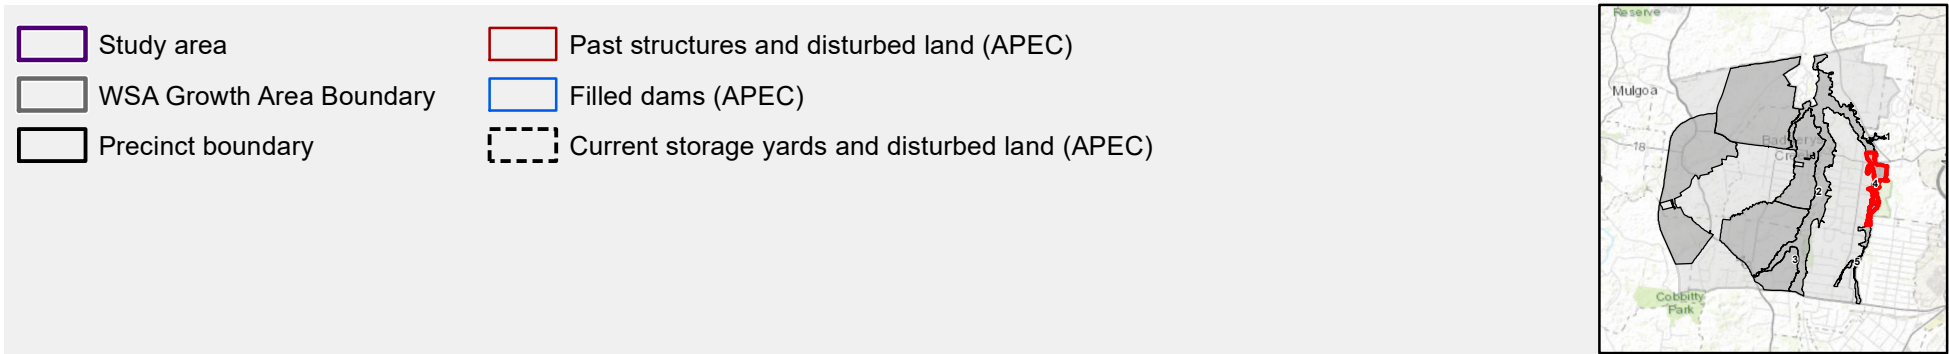 Study area
WSA Growth Area Boundary
Precinct boundary
Past structures and disturbed land (APEC)
Filled dams (APEC)
Current storage yards and disturbed land (APEC)
Reserve
Mulgoa
18
1
4
2
3
5
Cobbitty
Park